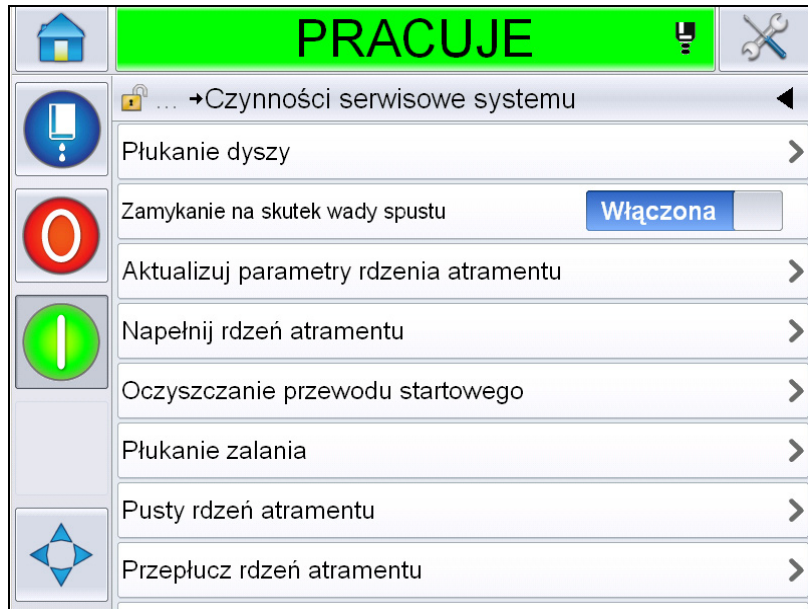 PRACUJE
... →Czynności serwisowe systemu
Płukanie dyszy
Zamykanie na skutek wady spustu Włączona
Aktualizuj parametry rdzenia atramentu
Napełnij rdzeń atramentu
Oczyszczanie przewodu startowego
Płukanie zalania
Pusty rdzeń atramentu
Przepłucz rdzeń atramentu